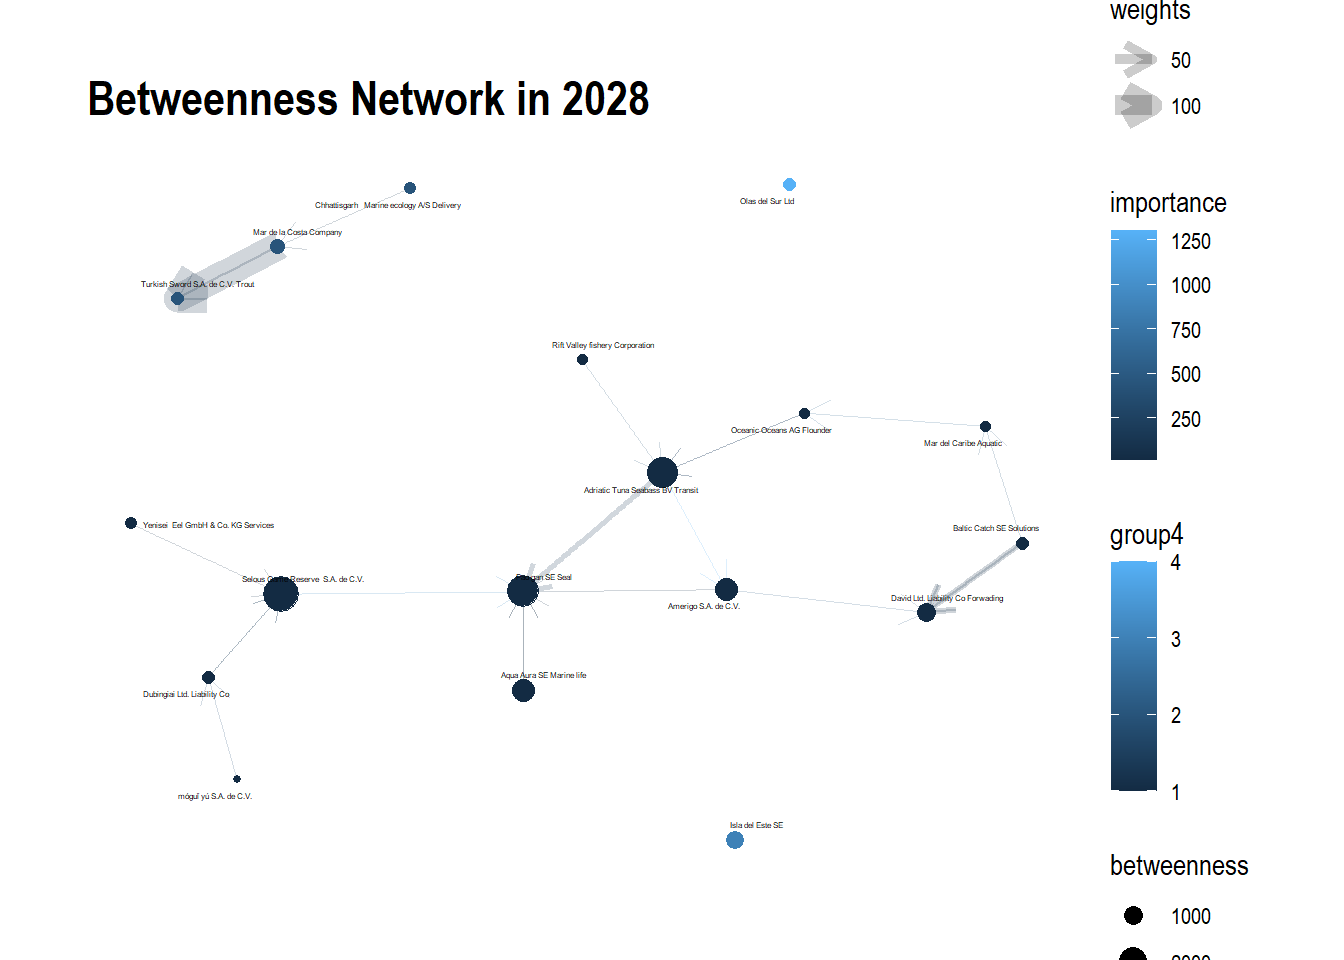 weights
50
100
Betweenness Network in 2028
importance
1250
1000
750
500
250
group4
4
3
2
1
betweenness
1000
Chhattisgarh Marine ecology A/S Delivery
Olas del Sur Ltd
Mar de la Costa Company
Turkish Sword S.A. de C.V. Trout
Rift Valley fishery Corporation
Oceanic Oceans AG Flounder
Mar del Caribe Aquatic
Adriatic Tuna Seabass BV Transit
Yenisei Eel GmbH & Co. KG Services
Baltic Catch SE Solutions
Selous Reserve S.A. de C.V.
SE Seal
Amerigo S.A. de C.V.
David Ltd. Liability Co Forwading
Aqua Aura SE Marine life
Dubingiai Ltd. Liability Co
móguǐ yú S.A. de C.V.
Isla del Este SE